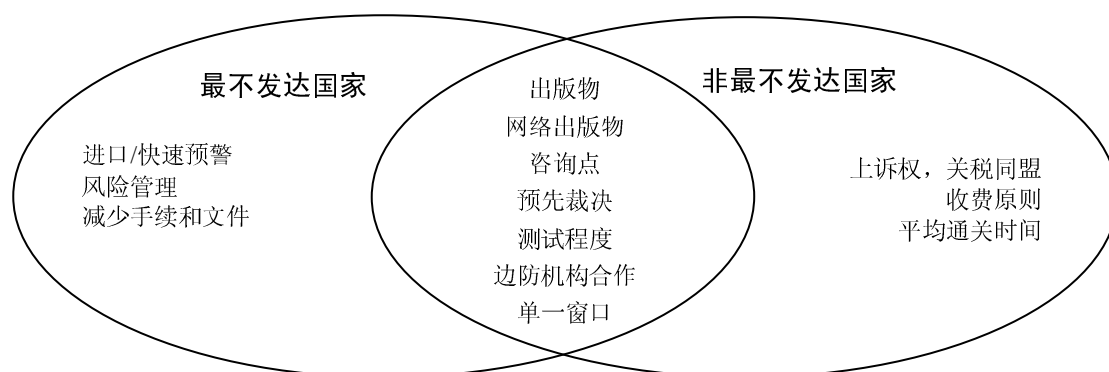 最不发达国家
进口/快速预警
风险管理
减少手续和文件
出版物
网络出版物
咨询点
预先裁决
测试程度
边防机构合作
单一窗口
非最不发达国家
上诉权，关税同盟
收费原则
平均通关时间